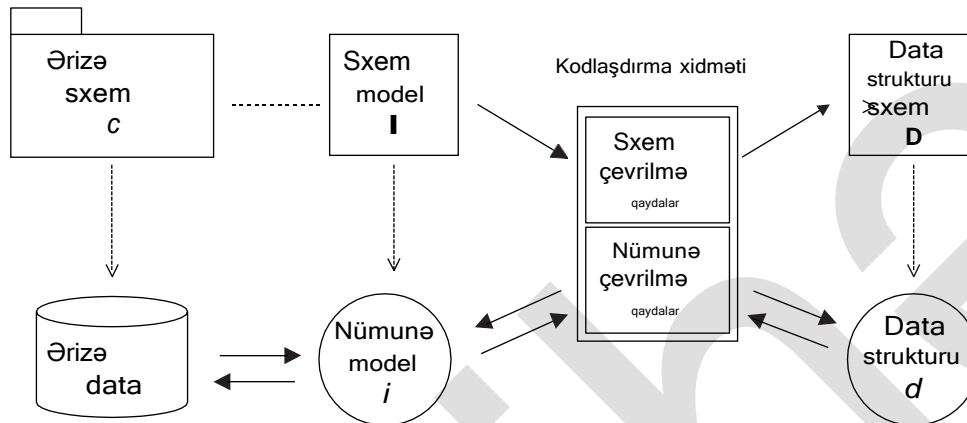 Ərizə
sxem
c
Sxem
model
I
Kodlaşdırma xidməti
Sxem
çevrilmə
qaydalar
Nümunə
çevrilmə
qaydalar
Data
strukturu
sxem
D
Ərizə
data
Nümunə
model
i
Data
strukturu
d